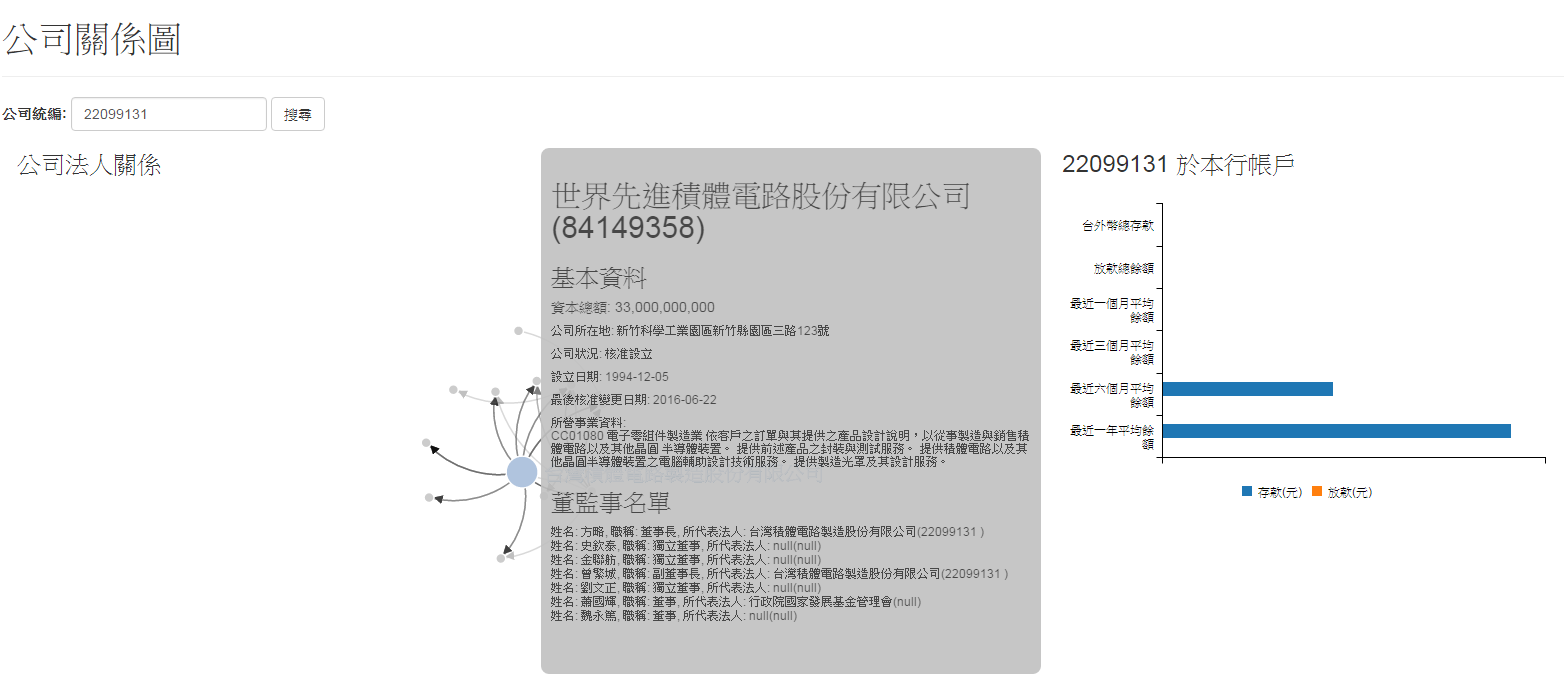 公司關係圖
公司統編: 22099131 搜尋
公司法人關係
世界先進積體電路股份有限公司
(84149358)
基本資料
資本總額: 33,000,000,000
公司所在地: 新竹科學工業園區新竹縣園區三路123號
公司狀況: 核准設立
設立日期: 1994-12-05
最後核准變更日期: 2016-06-22
所營事業資料:
CC01080 電子零組件製造業 依客戶之訂單與其提供之產品設計說明，以從事製造與銷售積
體電路以及其他晶圓 半導體裝置。 提供前述產品之封裝與測試服務。 提供積體電路以及其
他晶圓半導體裝置之電腦輔助設計技術服務。 提供製造光罩及其設計服務。
台灣積體電路製造股份有限公司
董監事名單
姓名: 方略, 職稱: 董事長, 所代表法人: 台灣積體電路製造股份有限公司(22099131 )
姓名: 史欽泰, 職稱: 獨立董事, 所代表法人: null(null)
姓名: 金聯舫, 職稱: 獨立董事, 所代表法人: null(null)
姓名: 曾繁城, 職稱: 副董事長, 所代表法人: 台灣積體電路製造股份有限公司(22099131 )
姓名: 劉文正, 職稱: 獨立董事, 所代表法人: null(null)
姓名: 蕭國輝, 職稱: 董事, 所代表法人: 行政院國家發展基金管理會(null)
姓名: 魏永篤, 職稱: 董事, 所代表法人: null(null)
22099131 於本行帳戶
台外幣總存款
放款總餘額
最近一個月平均
餘額
最近三個月平均
餘額
最近六個月平均
餘額
最近一年平均餘
額
存款(元) 放款(元)